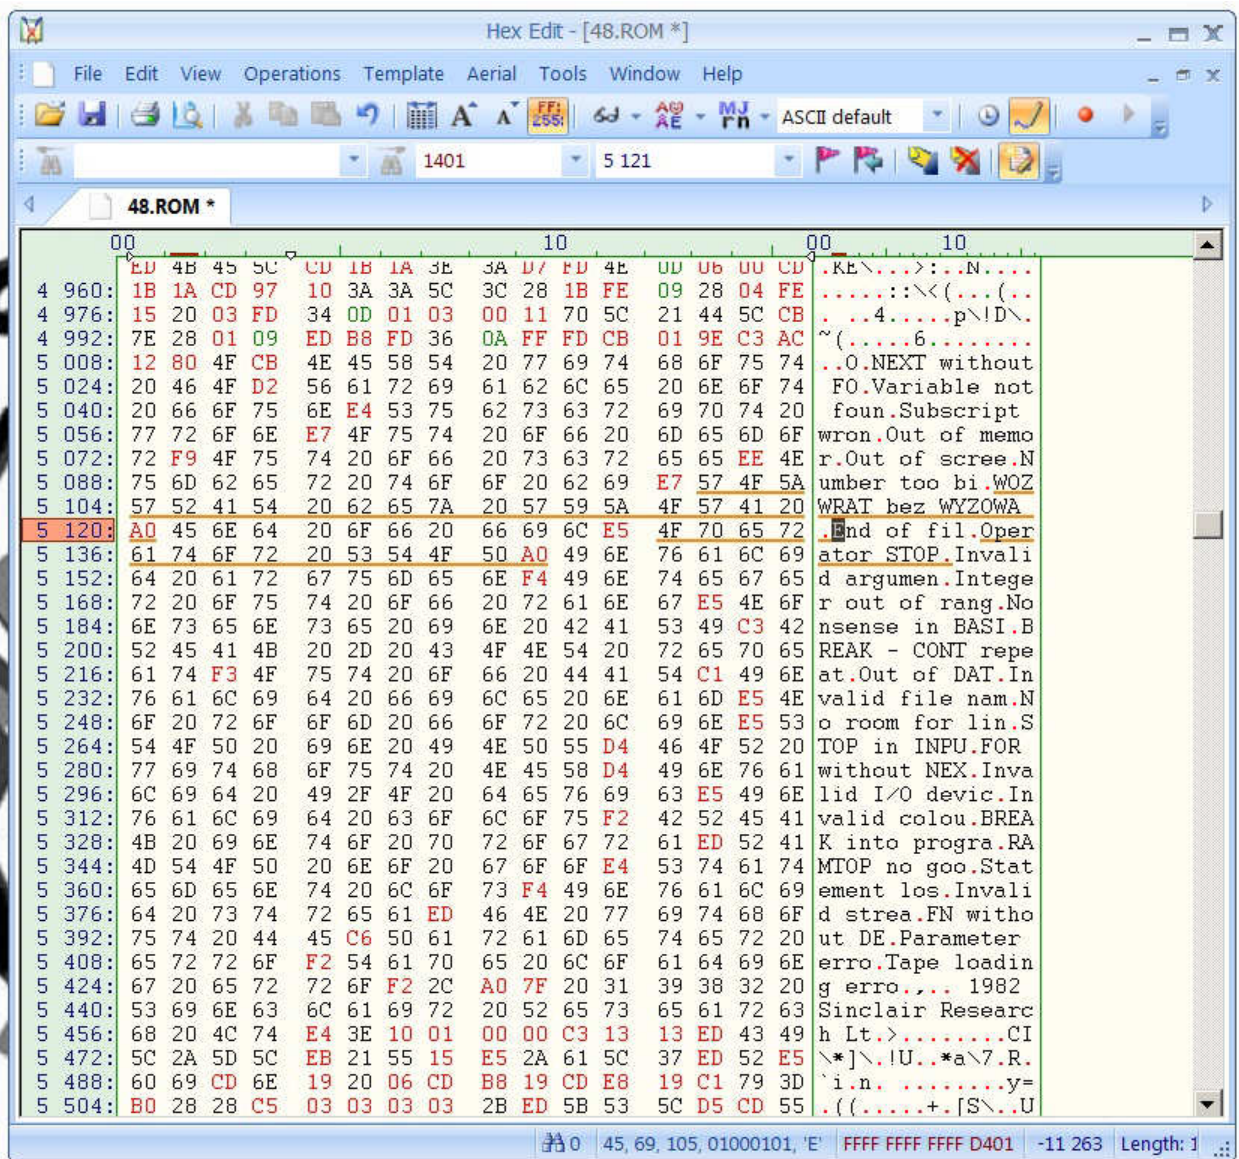 Hex Edit - [48.ROM *]
File Edit View Operations Template Aerial Tools Window Help
ASCII default
1401 5 121
48.ROM *
00 10 00 10
ED 4B 45 5C CD 1B 1A 3E 3A D7 FD 4E 0D 06 00 CD .KE\...>:..N....
4 960: 1B 1A CD 97 10 3A 3A 5C 3C 28 1B FE 09 28 04 FE .....::\<(...(..
4 976: 15 20 03 FD 34 0D 01 03 00 11 70 5C 21 44 5C CB . ..4.....p\!D\.
4 992: 7E 28 01 09 ED B8 FD 36 0A FF FD CB 01 9E C3 AC ~(.....6........
5 008: 12 80 4F CB 4E 45 58 54 20 77 69 74 68 6F 75 74 ..O.NEXT without
5 024: 20 46 4F D2 56 61 72 69 61 62 6C 65 20 6E 6F 74 FO.Variable not
5 040: 20 66 6F 75 6E E4 53 75 62 73 63 72 69 70 74 20 foun.Subscript
5 056: 77 72 6F 6E E7 4F 75 74 20 6F 66 20 6D 65 6D 6F wron.Out of memo
5 072: 72 F9 4F 75 74 20 6F 66 20 73 63 72 65 65 EE 4E r.Out of scree.N
5 088: 75 6D 62 65 72 20 74 6F 6F 20 62 69 E7 57 4F 5A umber too bi.WOZ
5 104: 57 52 41 54 20 62 65 7A 20 57 59 5A 4F 57 41 20 WRAT bez WYZOWA
5 120: A0 45 6E 64 20 6F 66 20 66 69 6C E5 4F 70 65 72 .End of fil.Oper
5 136: 61 74 6F 72 20 53 54 4F 50 A0 49 6E 76 61 6C 69 ator STOP.Invali
5 152: 64 20 61 72 67 75 6D 65 6E F4 49 6E 74 65 67 65 d argumen.Intege
5 168: 72 20 6F 75 74 20 6F 66 20 72 61 6E 67 E5 4E 6F r out of rang.No
5 184: 6E 73 65 6E 73 65 20 69 6E 20 42 41 53 49 C3 42 nsense in BASI.B
5 200: 52 45 41 4B 20 2D 20 43 4F 4E 54 20 72 65 70 65 REAK - CONT repe
5 216: 61 74 F3 4F 75 74 20 6F 66 20 44 41 54 C1 49 6E at.Out of DAT.In
5 232: 76 61 6C 69 64 20 66 69 6C 65 20 6E 61 6D E5 4E valid file nam.N
5 248: 6F 20 72 6F 6F 6D 20 66 6F 72 20 6C 69 6E E5 53 o room for lin.S
5 264: 54 4F 50 20 69 6E 20 49 4E 50 55 D4 46 4F 52 20 TOP in INPU.FOR
5 280: 77 69 74 68 6F 75 74 20 4E 45 58 D4 49 6E 76 61 without NEX.Inva
5 296: 6C 69 64 20 49 2F 4F 20 64 65 76 69 63 E5 49 6E lid I/O devic.In
5 312: 76 61 6C 69 64 20 63 6F 6C 6F 75 F2 42 52 45 41 valid colou.BREA
5 328: 4B 20 69 6E 74 6F 20 70 72 6F 67 72 61 ED 52 41 K into progra.RA
5 344: 4D 54 4F 50 20 6E 6F 20 67 6F 6F E4 53 74 61 74 MTOP no goo.Stat
5 360: 65 6D 65 6E 74 20 6C 6F 73 F4 49 6E 76 61 6C 69 ement los.Invali
5 376: 64 20 73 74 72 65 61 ED 46 4E 20 77 69 74 68 6F d strea.FN witho
5 392: 75 74 20 44 45 C6 50 61 72 61 6D 65 74 65 72 20 ut DE.Parameter
5 408: 65 72 72 6F F2 54 61 70 65 20 6C 6F 61 64 69 6E erro.Tape loadin
5 424: 67 20 65 72 72 6F F2 2C A0 7F 20 31 39 38 32 20 g erro.,.. 1982
5 440: 53 69 6E 63 6C 61 69 72 20 52 65 73 65 61 72 63 Sinclair Researc
5 456: 68 20 4C 74 E4 3E 10 01 00 00 C3 13 13 ED 43 49 h Lt.>........CI
5 472: 5C 2A 5D 5C EB 21 55 15 E5 2A 61 5C 37 ED 52 E5 \*]\.!U..*a\7.R.
5 488: 60 69 CD 6E 19 20 06 CD B8 19 CD E8 19 C1 79 3D `i.n. ........y=
5 504: B0 28 28 C5 03 03 03 03 2B ED 5B 53 5C D5 CD 55 .((.....+.[S\..U
0 45, 69, 105, 01000101, 'E' FFFF FFFF FFFF D401 -11 263 Length: 1